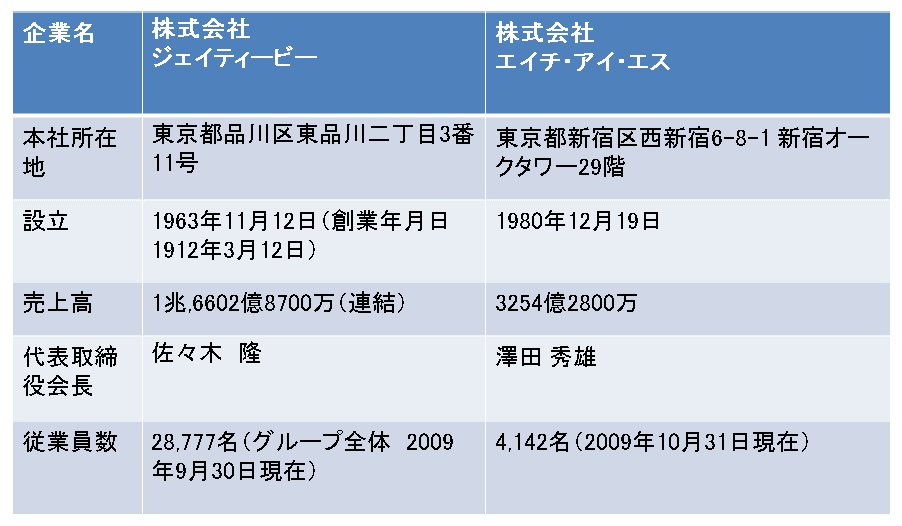 企業名
株式会社
ジェイティービー
株式会社
エイチ・アイ・エス
本社所在
地
東京都品川区東品川二丁目3番
11号
東京都新宿区西新宿6-8-1 新宿オー
クタワー29階
設立
1963年11月12日（創業年月日
1912年3月12日）
1980年12月19日
売上高
1兆,6602億8700万（連結）
3254億2800万
代表取締
役会長
佐々木　隆
澤田 秀雄
従業員数
28,777名（グループ全体　2009
年9月30日現在）
4,142名（2009年10月31日現在）